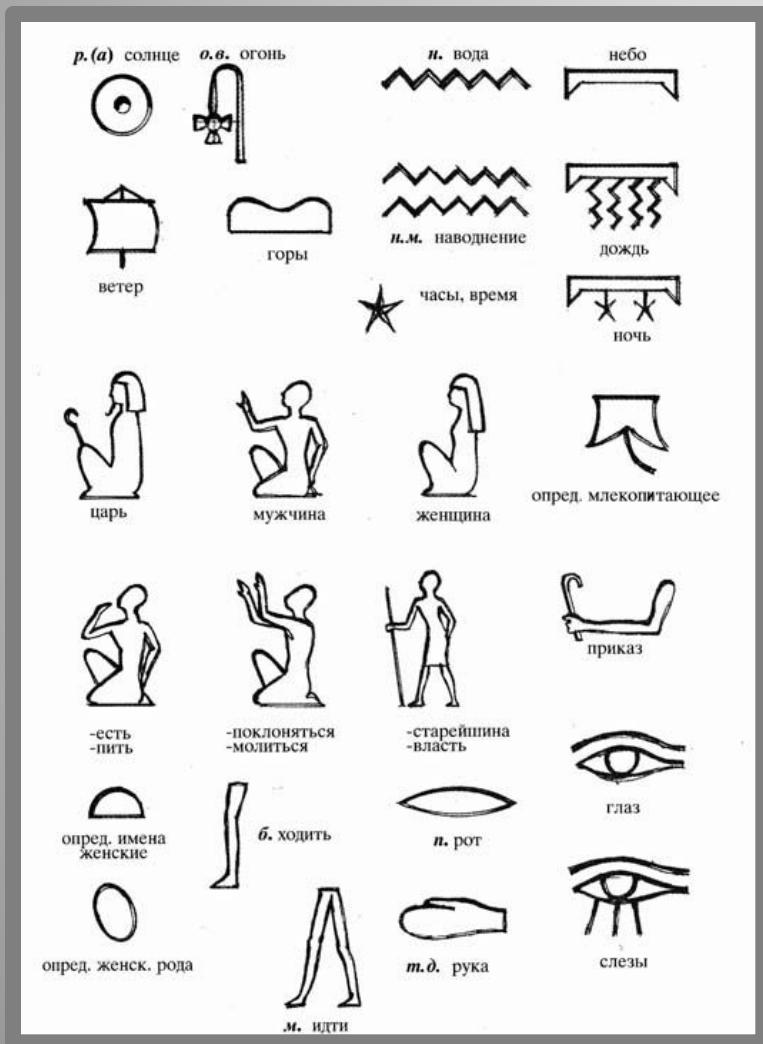 р.(а) солнце
о.в. огонь
н. вода
небо
ветер
горы
н.м. наводнение
дождь
часы, время
ночь
царь
мужчина
женщина
опред. млекопитающее
-есть
-пить
-поклоняться
-молиться
-старейшина
-власть
приказ
глаз
опред. имена
женские
б. ходить
п. рот
опред. женск. рода
м. идти
т.д. рука
слезы